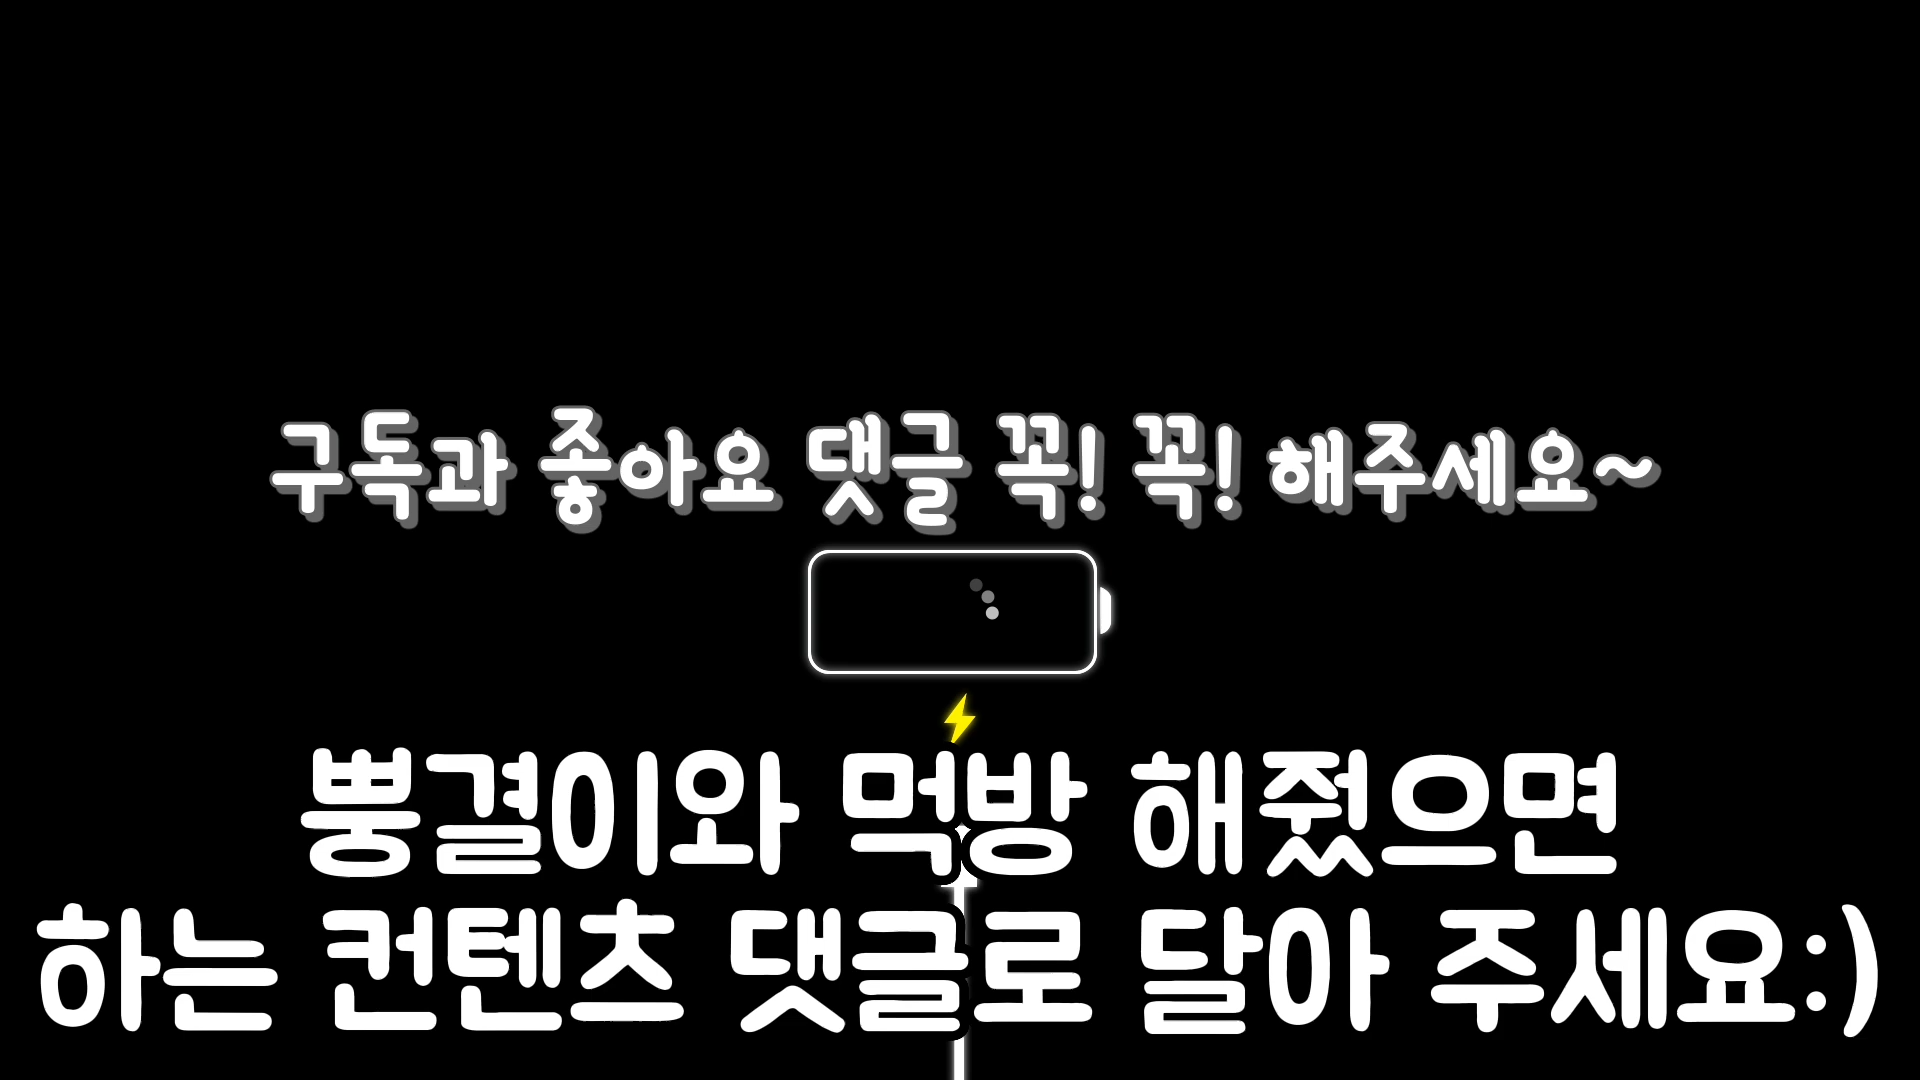 구독과 좋아요 댓글 꼭! 꼭! 해주세요~
뿡결이와 먹방 해줬으면
하는 컨텐츠 댓글로 달아 주세요:)